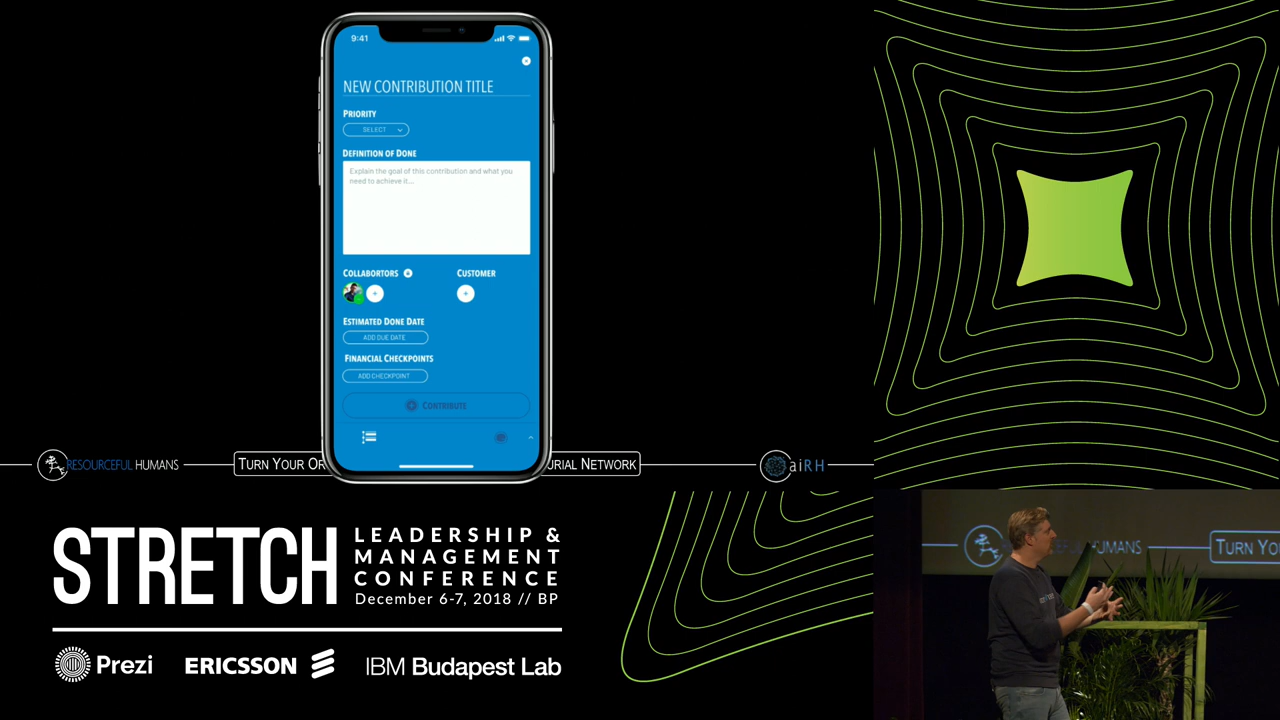 9:41
NEW CONTRIBUTION TITLE
PRIORITY
SELECT
DEFINITION OF DONE
Explain the goal of this contribution and what you
need to achieve it...
COLLABORTORS
CUSTOMER
ESTIMATED DONE DATE
ADD DUE DATE
FINANCIAL CHECKPOINTS
ADD CHECKPOINT
CONTRIBUTE
RESOURCEFUL HUMANS
TURN YOUR OR
URIAL NETWORK
aiRH
STRETCH
LEADERSHIP &
MANAGEMENT
CONFERENCE
December 6-7, 2018 // BP
Prezi
ERICSSON
IBM Budapest Lab
UMANS
TURN YO